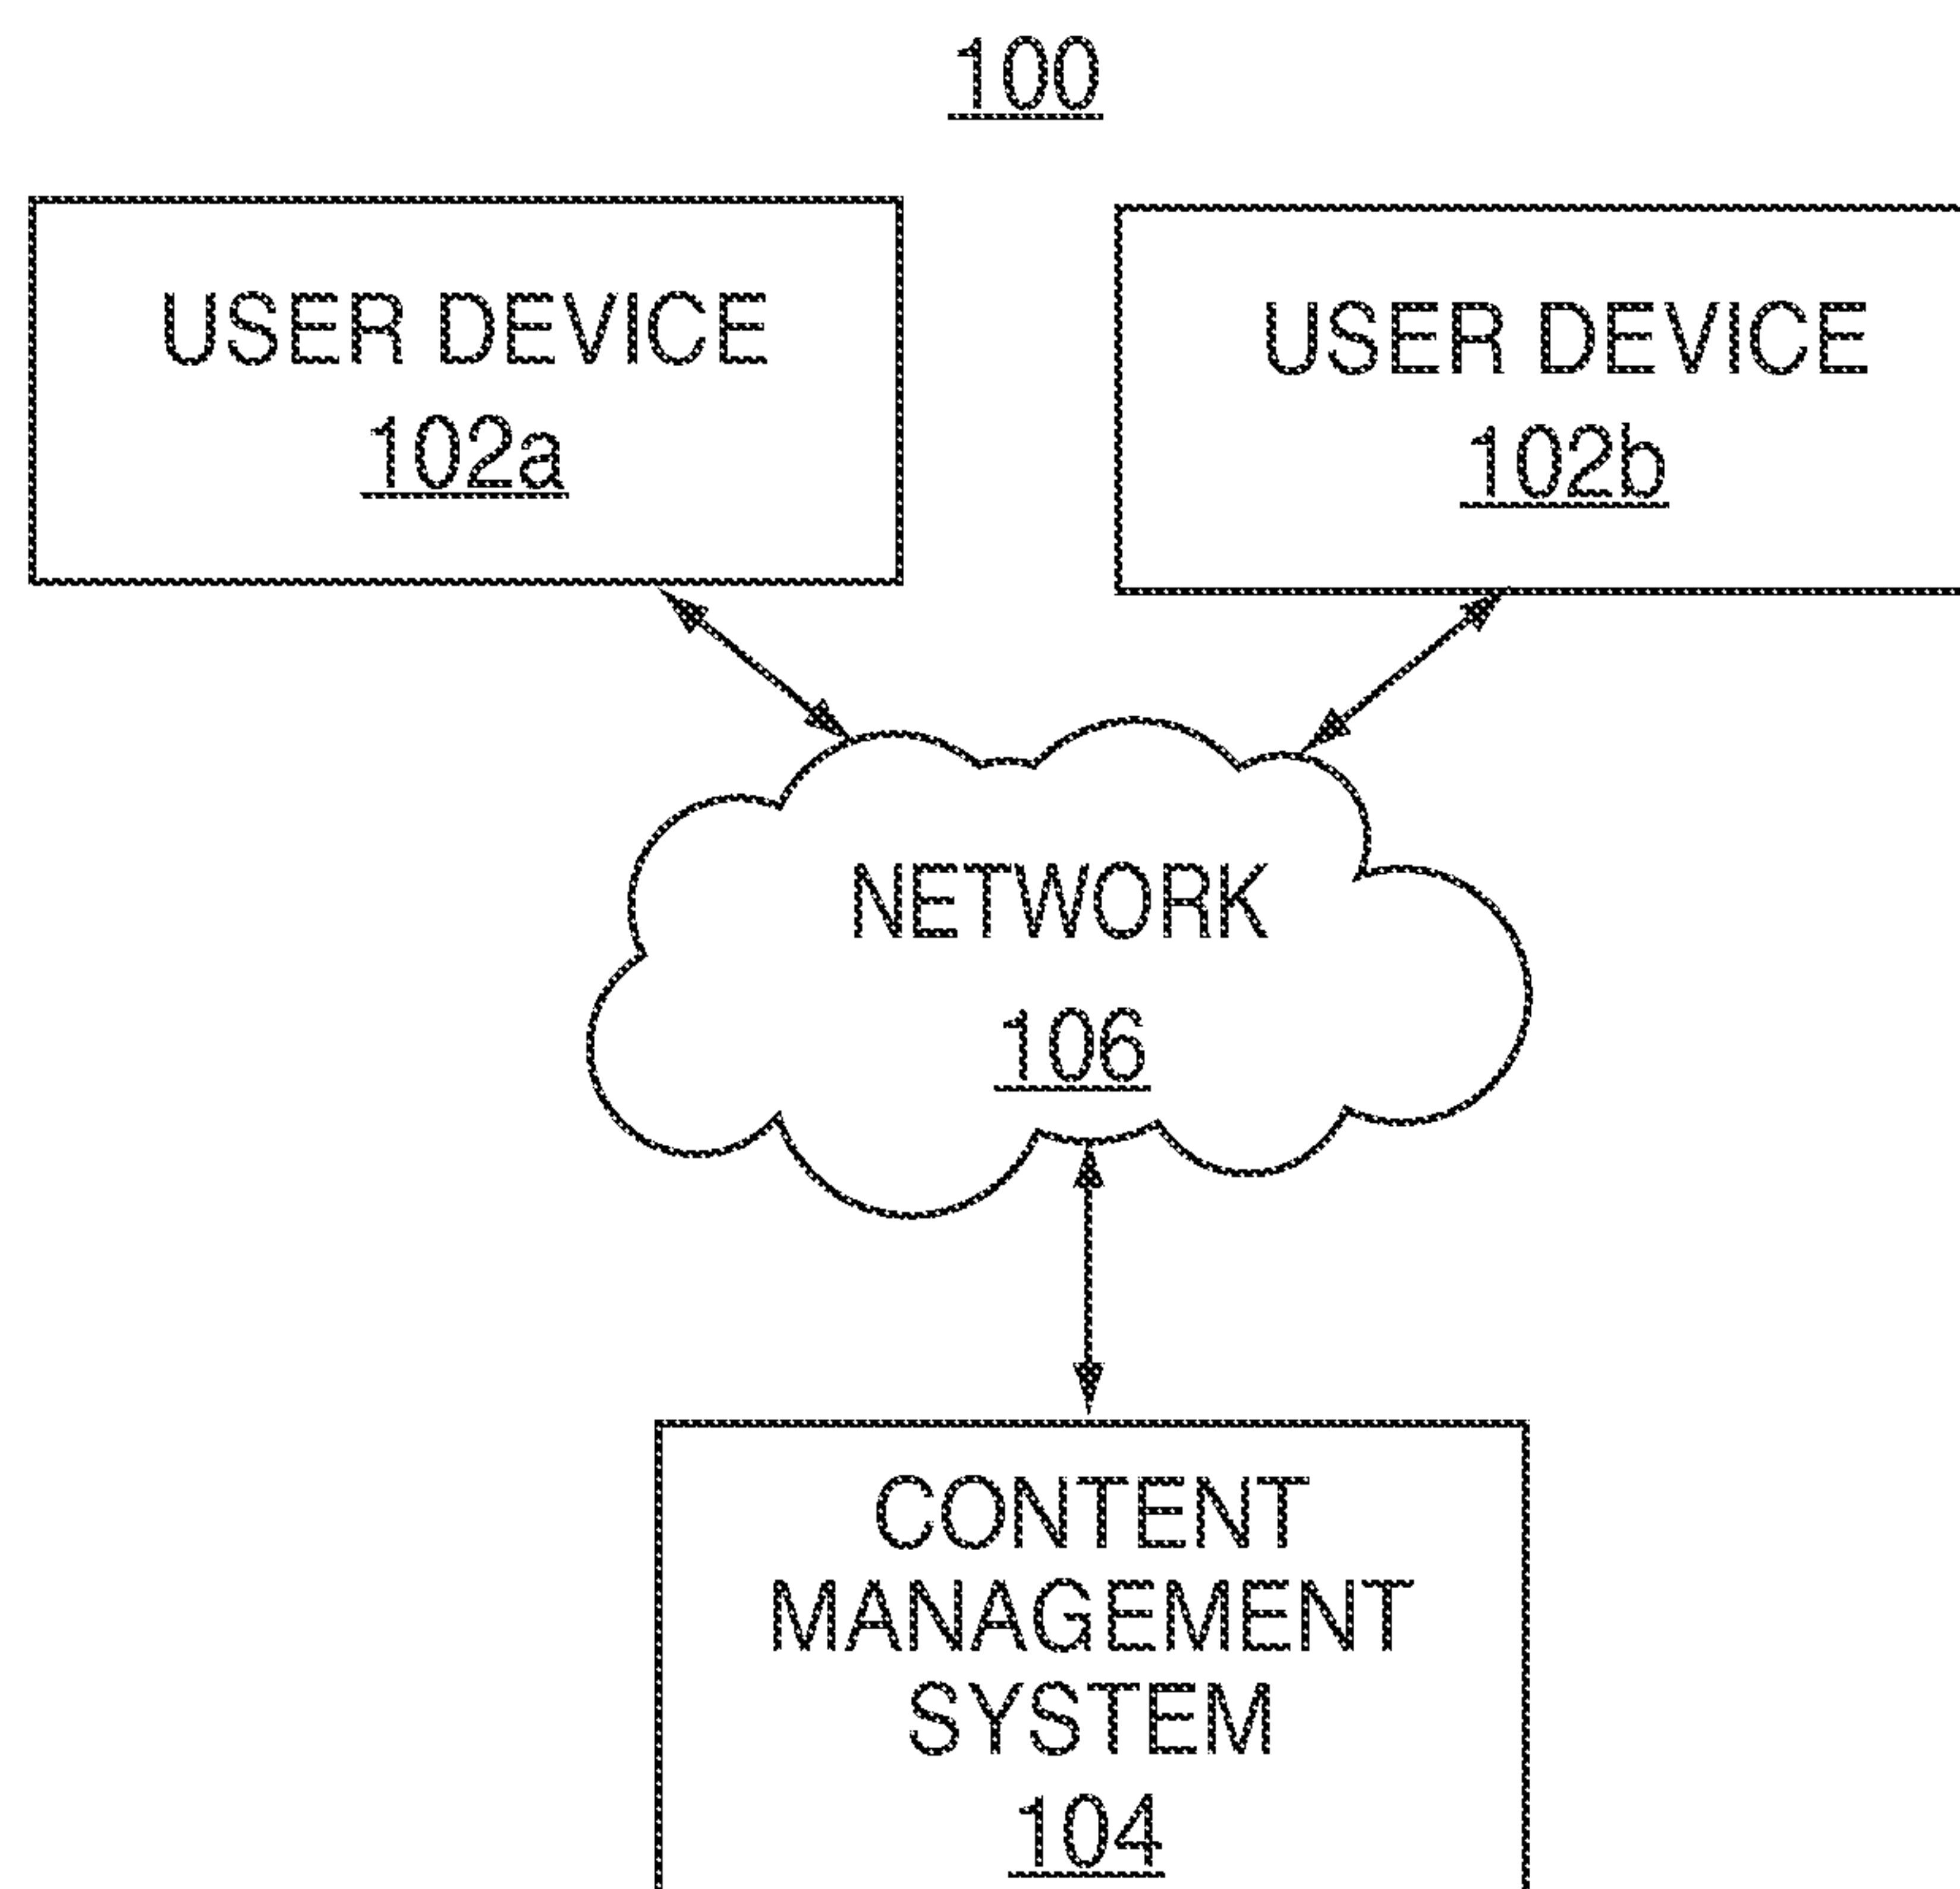 100
USER DEVICE
102a
USER DEVICE
102b
NETWORK
106
CONTENT
MANAGEMENT
SYSTEM
104